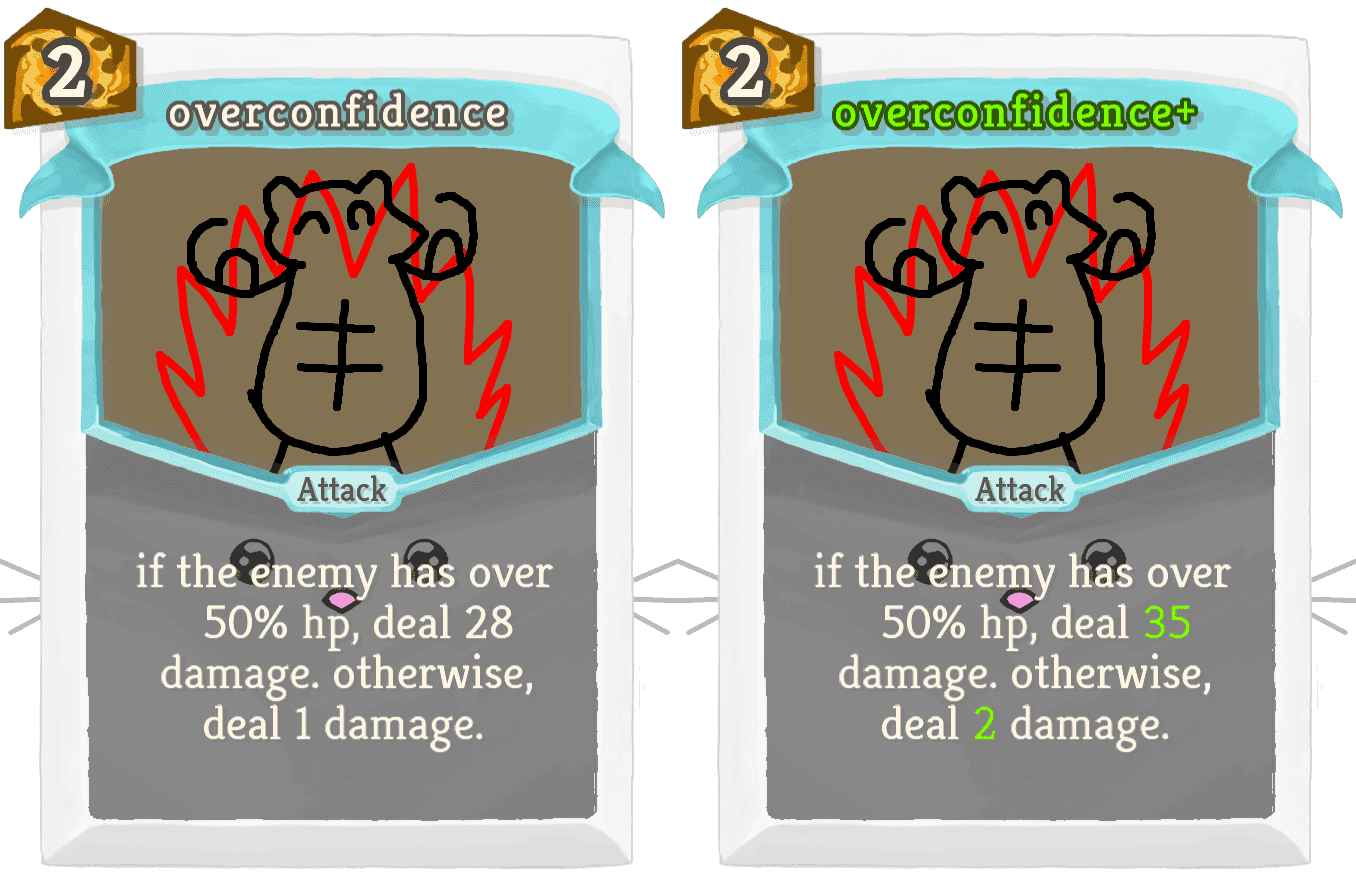 2
overconfidence
Attack
if the enemy has over
50% hp, deal 28
damage. otherwise,
deal 1 damage.
2
overconfidence+
Attack
if the enemy has over
50% hp, deal 35
damage. otherwise,
deal 2 damage.